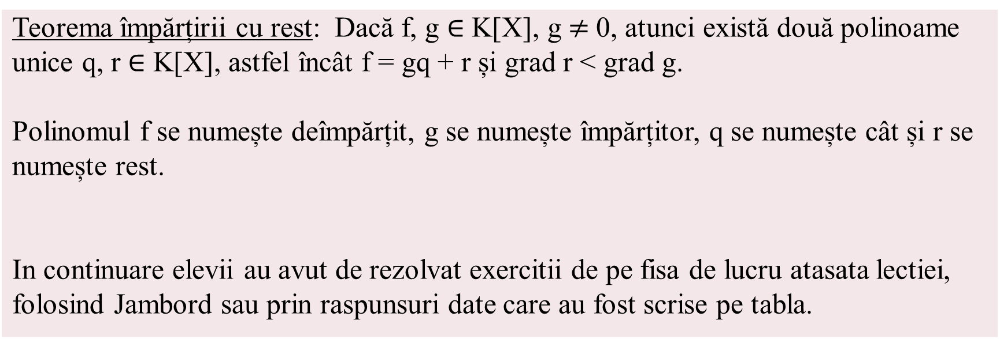 Teorema împărțirii cu rest: Dacă f, g ∈ K[X], g ≠ 0, atunci există două polinoame
unice q, r ∈ K[X], astfel încât f = gq + r și grad r < grad g.
Polinomul f se numește deîmpărțit, g se numește împărțitor, q se numește cât și r se
numește rest.
In continuare elevii au avut de rezolvat exercitii de pe fisa de lucru atasata lectiei,
folosind Jambord sau prin raspunsuri date care au fost scrise pe tabla.